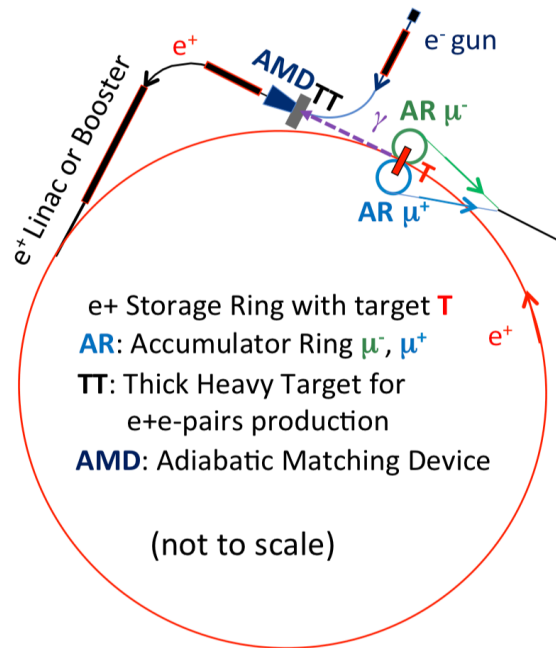 e⁻ gun
e⁺
AMD
TT
AR μ⁻
γ
T
AR μ⁺
e⁺ Linac or Booster
e+ Storage Ring with target T
AR: Accumulator Ring μ⁻, μ⁺
e⁺
TT: Thick Heavy Target for
e+e-pairs production
AMD: Adiabatic Matching Device
(not to scale)